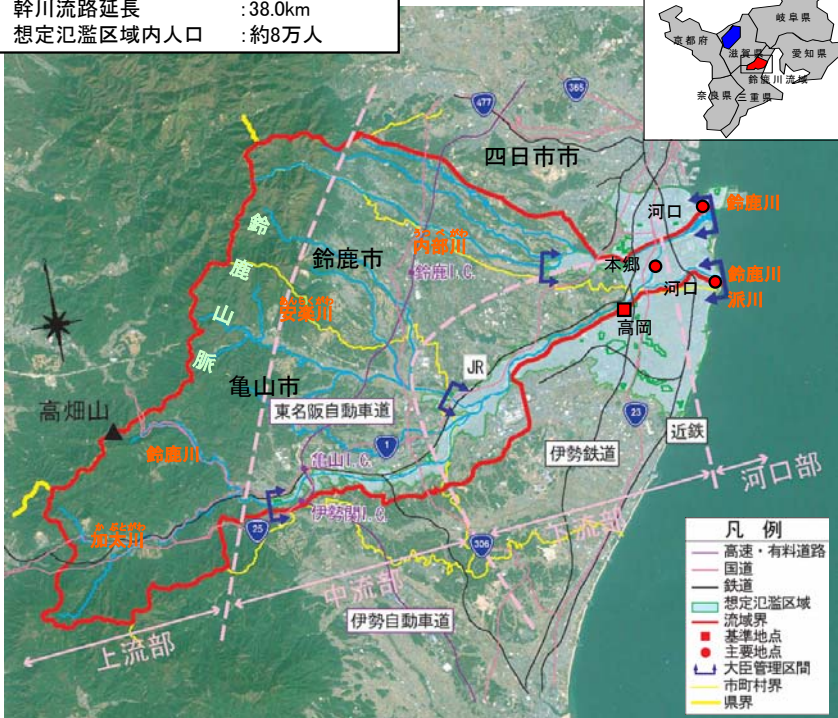 幹川流路延長 :38.0km
想定氾濫区域内人口 :約8万人
岐阜県
京都府
滋賀県
愛知県
鈴鹿川流域
奈良県
三重県
365
477
四日市市
河口
鈴鹿川
鈴鹿山脈
鈴鹿市
内部川
鈴鹿I.C.
本郷
河口
鈴鹿川
派川
安楽川
高岡
JR
亀山市
高畑山
東名阪自動車道
23
近鉄
1
伊勢鉄道
鈴鹿川
亀山I.C.
河口部
伊勢関I.C.
加太川
25
306
流部
中流部
伊勢自動車道
上流部
凡 例
高速・有料道路
国道
鉄道
想定氾濫区域
流域界
基準地点
主要地点
大臣管理区間
市町村界
県界